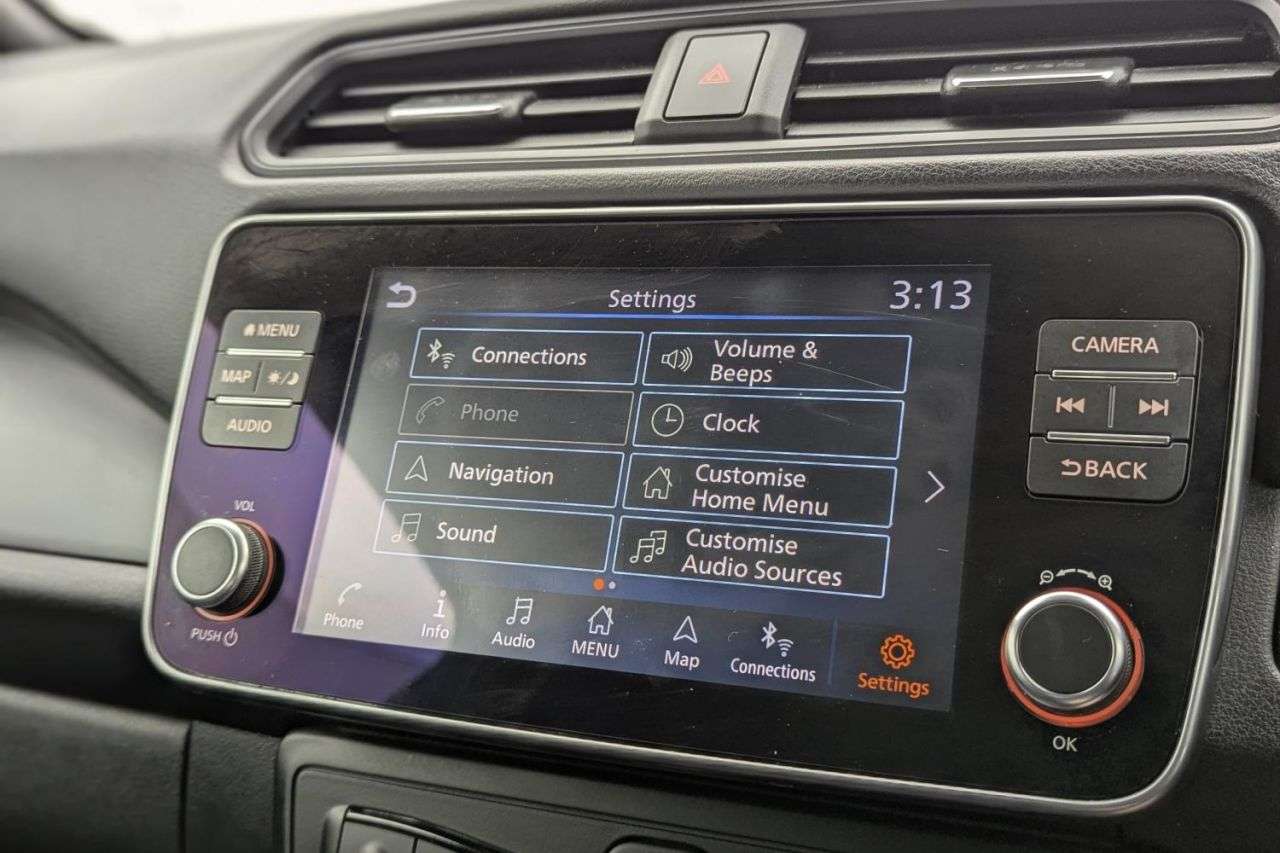 Settings
3:13
Connections
Volume &
Beeps
Phone
Clock
Navigation
Customise
Home Menu
Sound
Customise
Audio Sources
Phone
Info
Audio
MENU
Map
Connections
Settings
MENU
MAP
AUDIO
VOL
PUSH
CAMERA
BACK
OK